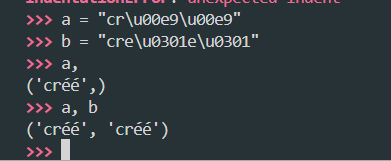 IndentationError: unexpected indent
>>> a = "cr\u00e9\u00e9"
>>> b = "cre\u0301e\u0301"
>>> a,
('créé',)
>>> a, b
('créé', 'créé')
>>>